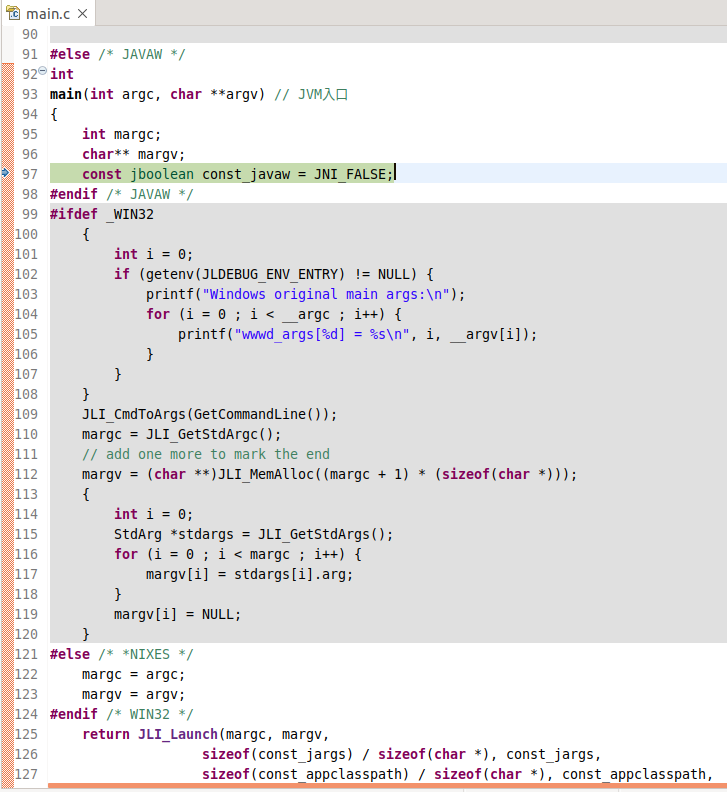 main.c
90
91 #else /* JAVAW */
92 int
93 main(int argc, char **argv) // JVM入口
94 {
95     int margc;
96     char** margv;
97     const jboolean const_javaw = JNI_FALSE;
98 #endif /* JAVAW */
99 #ifdef _WIN32
100     {
101         int i = 0;
102         if (getenv(JLDEBUG_ENV_ENTRY) != NULL) {
103             printf("Windows original main args:\n");
104             for (i = 0 ; i < __argc ; i++) {
105                 printf("wwwd_args[%d] = %s\n", i, __argv[i]);
106             }
107         }
108     }
109     JLI_CmdToArgs(GetCommandLine());
110     margc = JLI_GetStdArgc();
111     // add one more to mark the end
112     margv = (char **)JLI_MemAlloc((margc + 1) * (sizeof(char *)));
113     {
114         int i = 0;
115         StdArg *stdargs = JLI_GetStdArgs();
116         for (i = 0 ; i < margc ; i++) {
117             margv[i] = stdargs[i].arg;
118         }
119         margv[i] = NULL;
120     }
121 #else /* *NIXES */
122     margc = argc;
123     margv = argv;
124 #endif /* WIN32 */
125     return JLI_Launch(margc, margv,
126                    sizeof(const_jargs) / sizeof(char *), const_jargs,
127                    sizeof(const_appclasspath) / sizeof(char *), const_appclasspath,